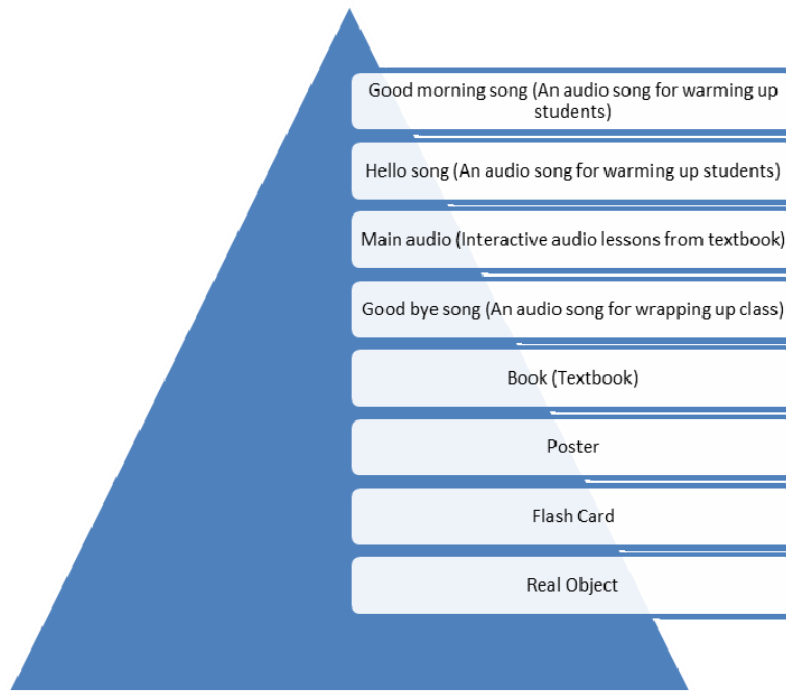 Good morning song (An audio song for warming up
students)
Hello song (An audio song for warming up students)
Main audio (Interactive audio lessons from textbook)
Good bye song (An audio song for wrapping up class)
Book (Textbook)
Poster
Flash Card
Real Object